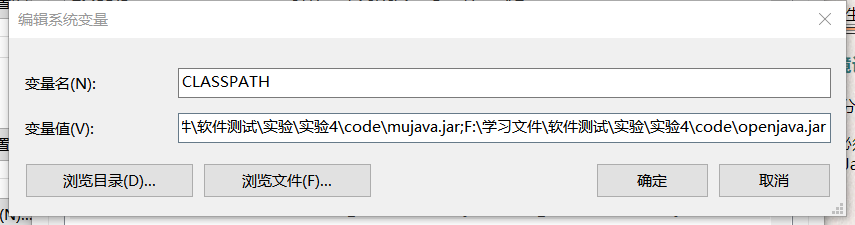 编辑系统变量
变量名(N):
CLASSPATH
变量值(V):
\软件测试\实验\实验4\code\mujava.jar;F:\学习文件\软件测试\实验\实验4\code\openjava.jar
浏览目录(D)...
浏览文件(F)...
确定
取消
(N)...